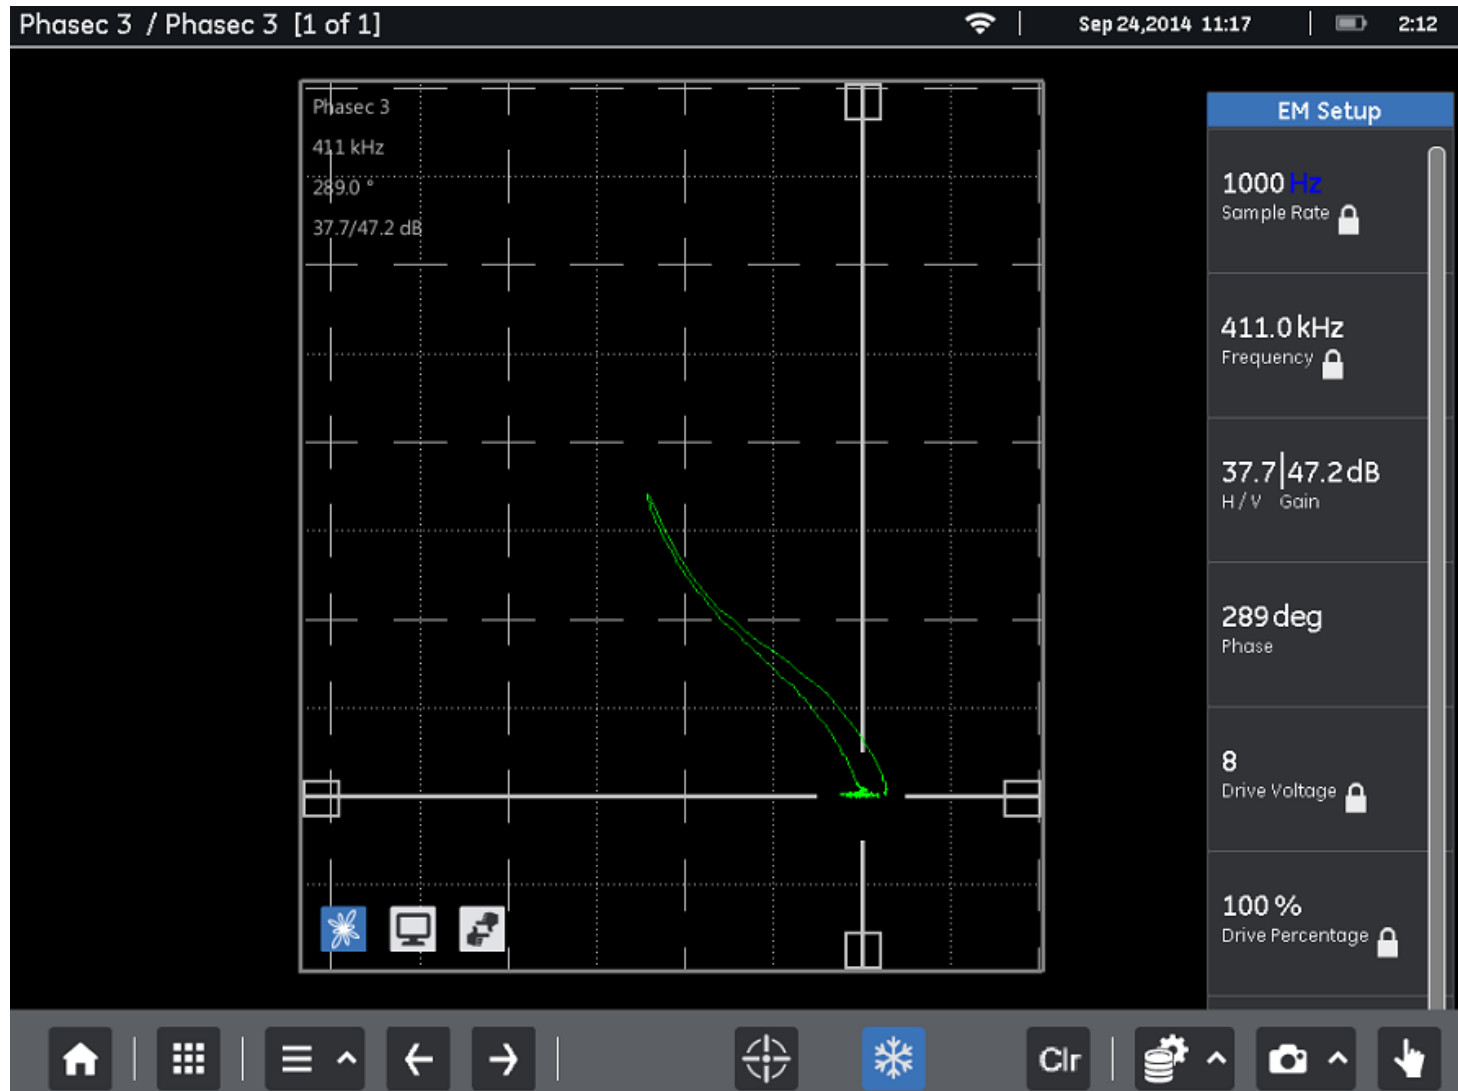 Phasec 3 / Phasec 3 [1 of 1]
Sep 24,2014 11:17
2:12
Phasec 3
411 kHz
289.0 °
37.7/47.2 dB
EM Setup
1000 Hz
Sample Rate
411.0 kHz
Frequency
37.7|47.2 dB
H / V Gain
289 deg
Phase
8
Drive Voltage
100 %
Drive Percentage
Clr